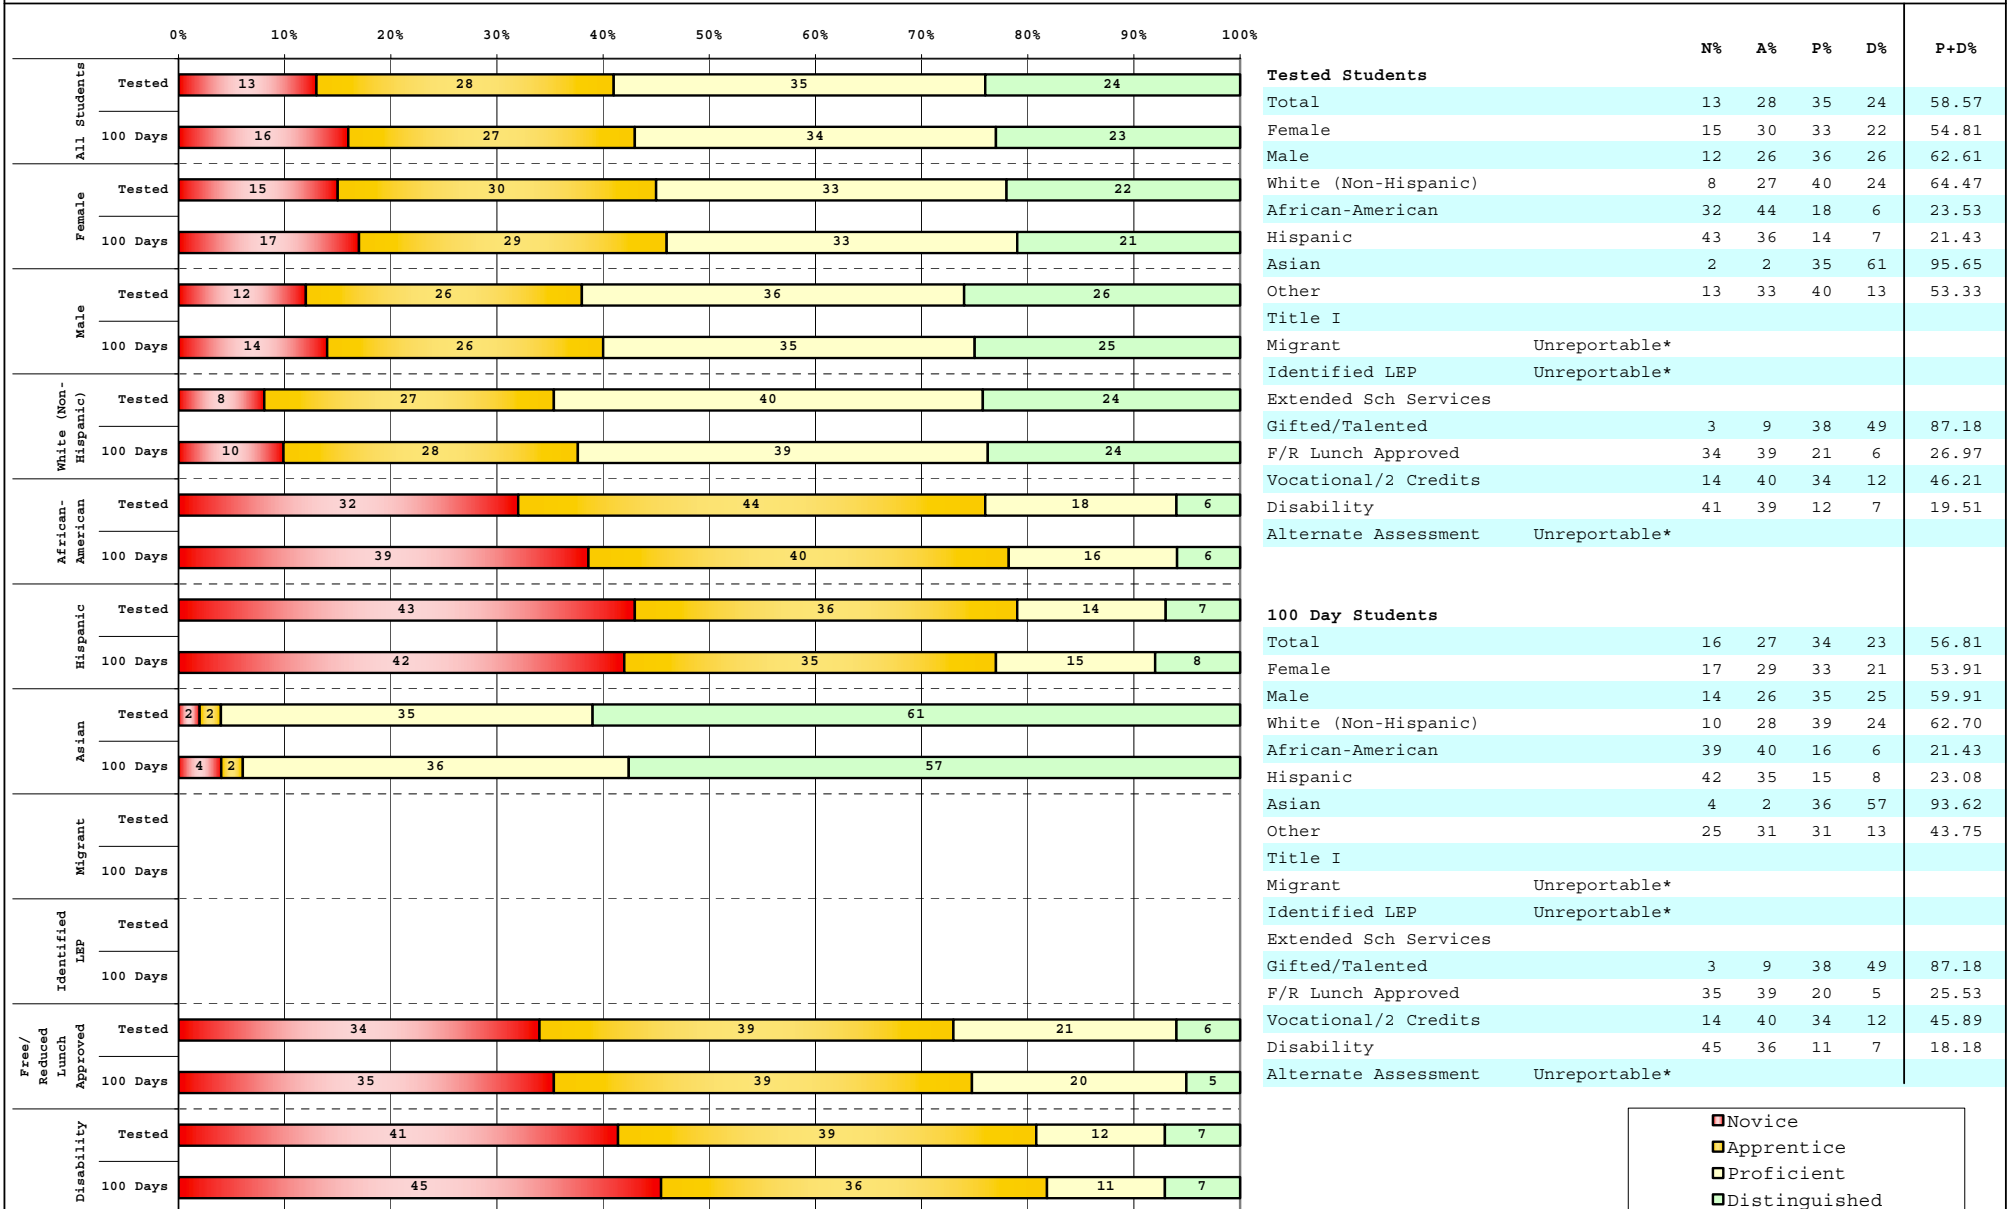 0% 10% 20% 30% 40% 50% 60% 70% 80% 90% 100%
All Students
Tested 13 28 35 24
100 Days 16 27 34 23
Female
Tested 15 30 33 22
100 Days 17 29 33 21
Male
Tested 12 26 36 26
100 Days 14 26 35 25
White (Non-
Hispanic)
Tested 8 27 40 24
100 Days 10 28 39 24
African-
American
Tested 32 44 18 6
100 Days 39 40 16 6
Hispanic
Tested 43 36 14 7
100 Days 42 35 15 8
Asian
Tested 2 2 35 61
100 Days 4 2 36 57
Migrant
Tested
100 Days
Identified
LEP
Tested
100 Days
Free/
Reduced
Lunch
Approved
Tested 34 39 21 6
100 Days 35 39 20 5
Disability
Tested 41 39 12 7
100 Days 45 36 11 7
N% A% P% D% P+D%
Tested Students
Total 13 28 35 24 58.57
Female 15 30 33 22 54.81
Male 12 26 36 26 62.61
White (Non-Hispanic) 8 27 40 24 64.47
African-American 32 44 18 6 23.53
Hispanic 43 36 14 7 21.43
Asian 2 2 35 61 95.65
Other 13 33 40 13 53.33
Title I
Migrant Unreportable*
Identified LEP Unreportable*
Extended Sch Services
Gifted/Talented 3 9 38 49 87.18
F/R Lunch Approved 34 39 21 6 26.97
Vocational/2 Credits 14 40 34 12 46.21
Disability 41 39 12 7 19.51
Alternate Assessment Unreportable*
100 Day Students
Total 16 27 34 23 56.81
Female 17 29 33 21 53.91
Male 14 26 35 25 59.91
White (Non-Hispanic) 10 28 39 24 62.70
African-American 39 40 16 6 21.43
Hispanic 42 35 15 8 23.08
Asian 4 2 36 57 93.62
Other 25 31 31 13 43.75
Title I
Migrant Unreportable*
Identified LEP Unreportable*
Extended Sch Services
Gifted/Talented 3 9 38 49 87.18
F/R Lunch Approved 35 39 20 5 25.53
Vocational/2 Credits 14 40 34 12 45.89
Disability 45 36 11 7 18.18
Alternate Assessment Unreportable*
Novice
Apprentice
Proficient
Distinguished